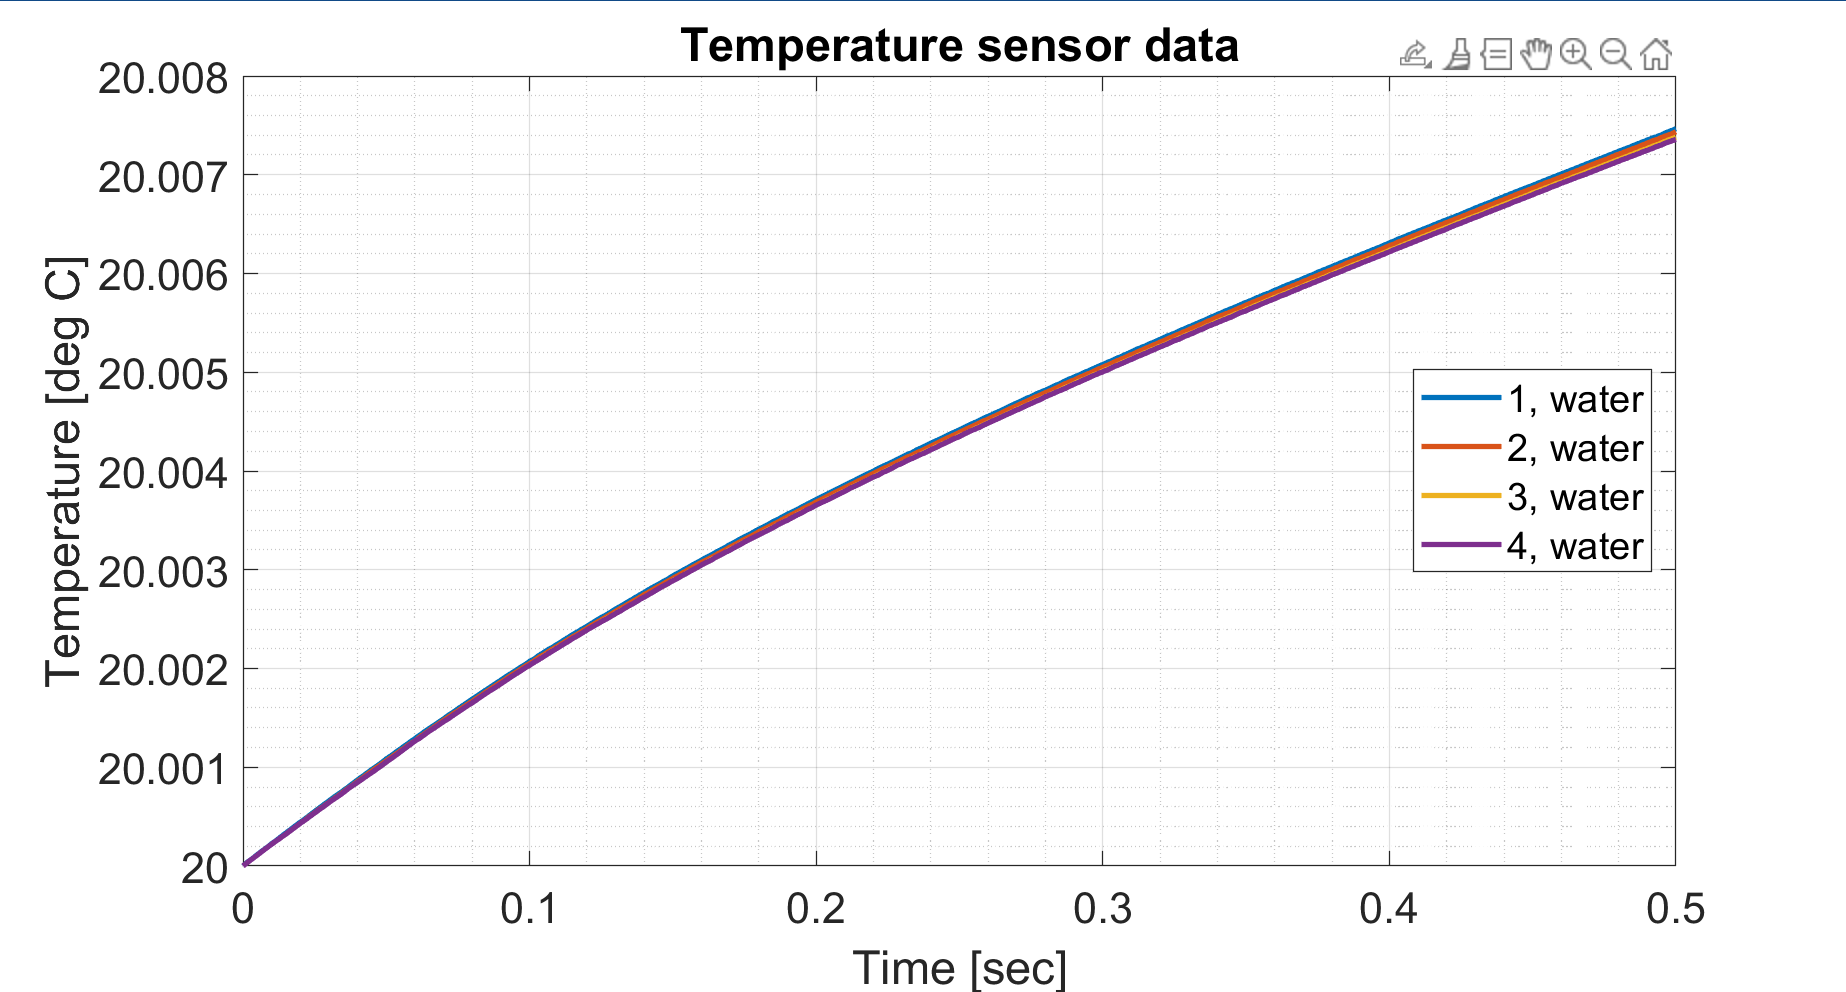 Temperature sensor data
20.008
20.007
20.006
20.005
20.004
20.003
20.002
20.001
20
Temperature [deg C]
1, water
2, water
3, water
4, water
0 0.1 0.2 0.3 0.4 0.5
Time [sec]